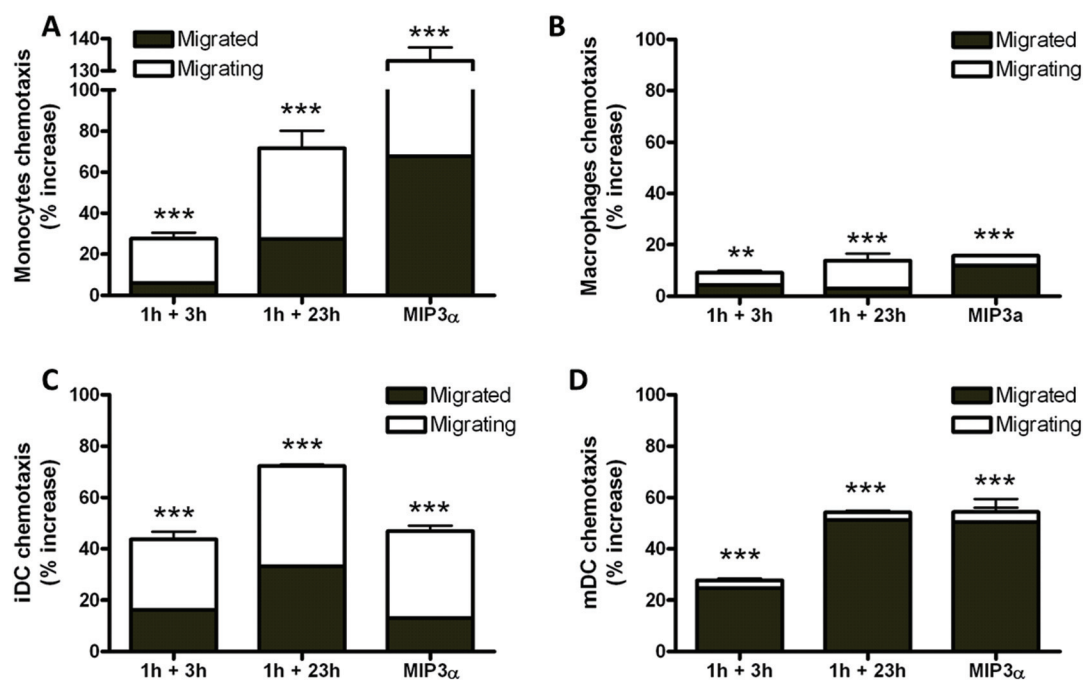 A
Monocytes chemotaxis
(% increase)
140
130
100
80
60
40
20
0
Migrated
Migrating
***
***
***
1h + 3h
1h + 23h
MIP3α
B
Macrophages chemotaxis
(% increase)
100
80
60
40
20
0
Migrated
Migrating
**
***
***
1h + 3h
1h + 23h
MIP3a
C
iDC chemotaxis
(% increase)
100
80
60
40
20
0
Migrated
Migrating
***
***
***
1h + 3h
1h + 23h
MIP3α
D
mDC chemotaxis
(% increase)
100
80
60
40
20
0
Migrated
Migrating
***
***
***
1h + 3h
1h + 23h
MIP3α